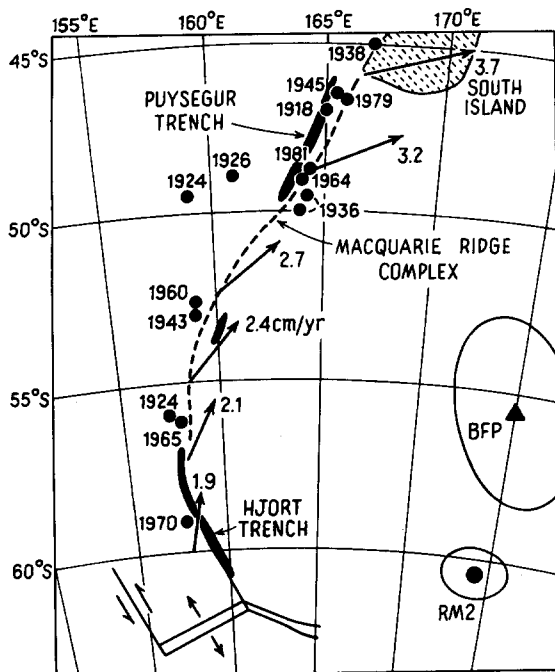 155°E
160°E
165°E
170°E
45°S
1938
3.7
SOUTH
ISLAND
1945
PUYSEGUR
TRENCH
1918
1979
1981
3.2
1926
1924
1964
1936
50°S
MACQUARIE RIDGE
COMPLEX
2.7
1960
1943
2.4cm/yr
55°S
1924
2.1
1965
BFP
1.9
HJORT
TRENCH
1970
60°S
RM2